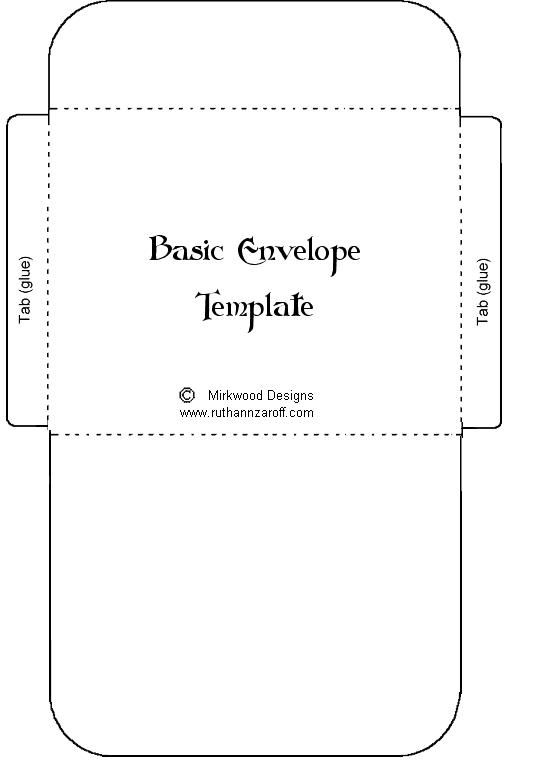 Basic Envelope
Template
Tab (glue)
Tab (glue)
© Mirkwood Designs
www.ruthannzaroff.com